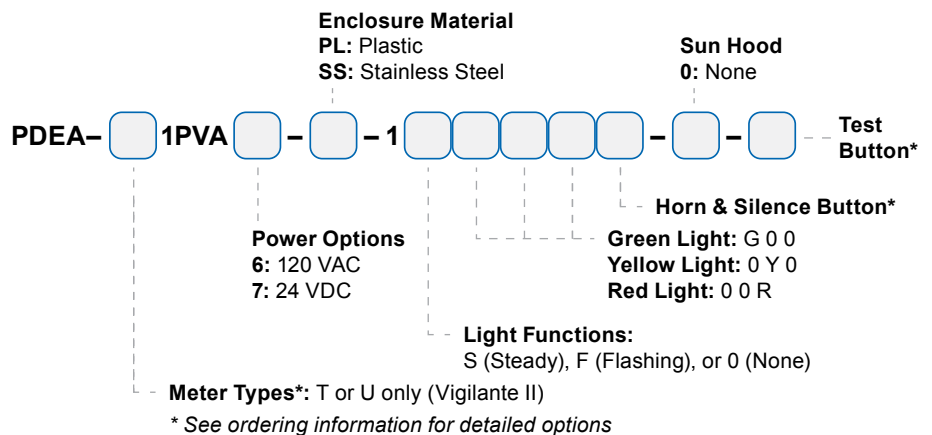 Enclosure Material
PL: Plastic
SS: Stainless Steel
Sun Hood
0: None
PDEA– 1PVA – – 1 – –
Test
Button*
Horn & Silence Button*
Power Options
6: 120 VAC
7: 24 VDC
Green Light: G 0 0
Yellow Light: 0 Y 0
Red Light: 0 0 R
Light Functions:
S (Steady), F (Flashing), or 0 (None)
Meter Types*: T or U only (Vigilante II)
* See ordering information for detailed options